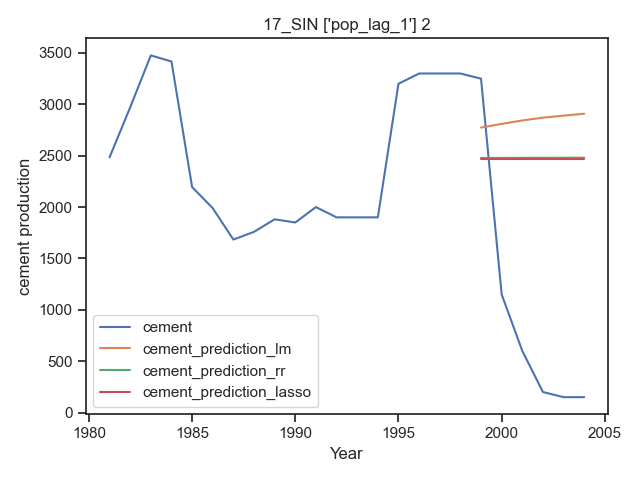 17_SIN ['pop_lag_1'] 2
cement production
3500
3000
2500
2000
1500
1000
500
0
cement
cement_prediction_lm
cement_prediction_rr
cement_prediction_lasso
1980 1985 1990 1995 2000 2005
Year